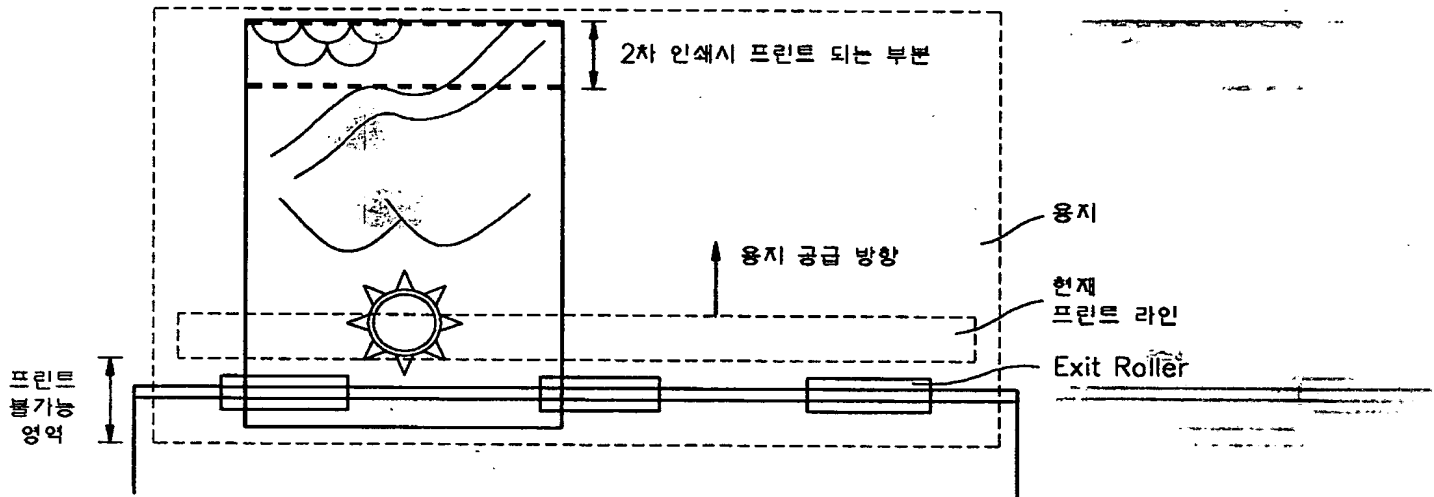 2차 인쇄시 프린트 되는 부분
용지
용지 공급 방향
현재
프린트 라인
Exit Roller
프린트
불가능
영역